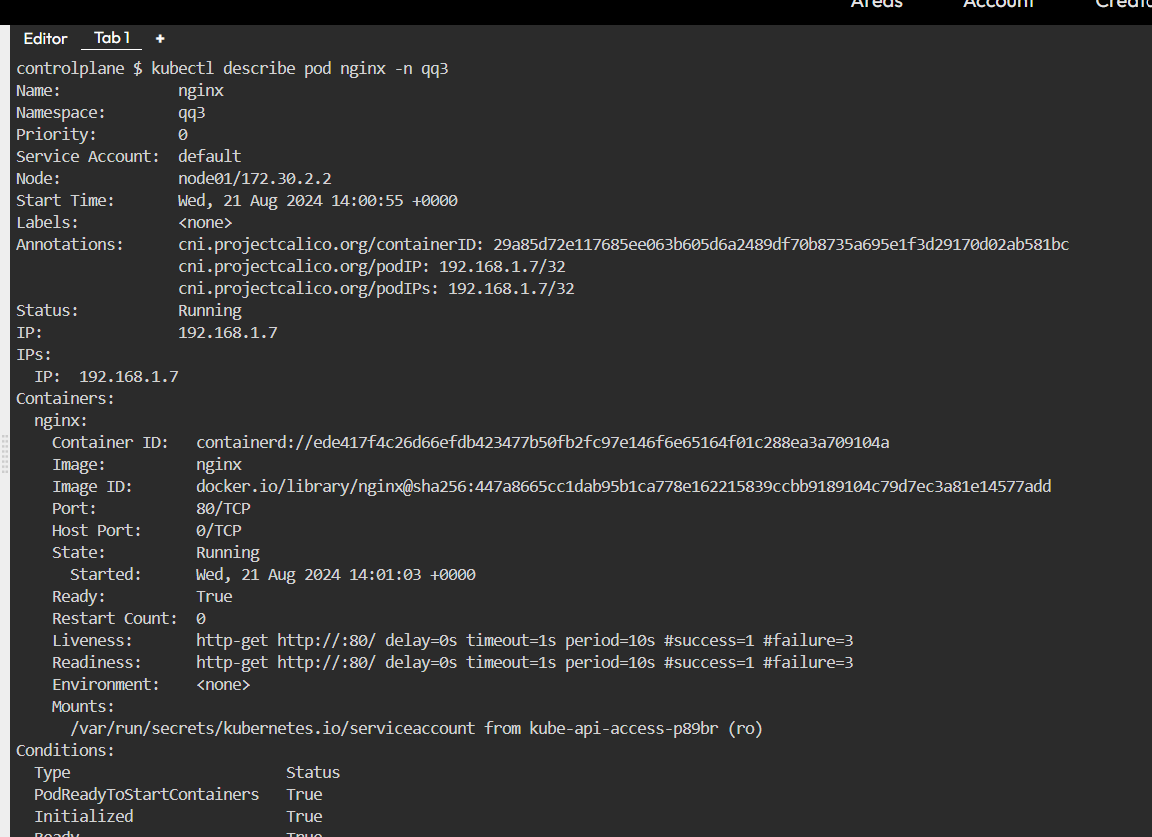 Areas Account
Editor Tab 1 +
controlplane $ kubectl describe pod nginx -n qq3
Name: nginx
Namespace: qq3
Priority: 0
Service Account: default
Node: node01/172.30.2.2
Start Time: Wed, 21 Aug 2024 14:00:55 +0000
Labels: <none>
Annotations: cni.projectcalico.org/containerID: 29a85d72e117685ee063b605d6a2489df70b8735a695e1f3d29170d02ab581bc
cni.projectcalico.org/podIP: 192.168.1.7/32
cni.projectcalico.org/podIPs: 192.168.1.7/32
Status: Running
IP: 192.168.1.7
IPs:
IP: 192.168.1.7
Containers:
nginx:
Container ID: containerd://ede417f4c26d66efdb423477b50fb2fc97e146f6e65164f01c288ea3a709104a
Image: nginx
Image ID: docker.io/library/nginx@sha256:447a8665cc1dab95b1ca778e162215839ccbb9189104c79d7ec3a81e14577add
Port: 80/TCP
Host Port: 0/TCP
State: Running
Started: Wed, 21 Aug 2024 14:01:03 +0000
Ready: True
Restart Count: 0
Liveness: http-get http://:80/ delay=0s timeout=1s period=10s #success=1 #failure=3
Readiness: http-get http://:80/ delay=0s timeout=1s period=10s #success=1 #failure=3
Environment: <none>
Mounts:
/var/run/secrets/kubernetes.io/serviceaccount from kube-api-access-p89br (ro)
Conditions:
Type Status
PodReadyToStartContainers True
Initialized True
Ready True